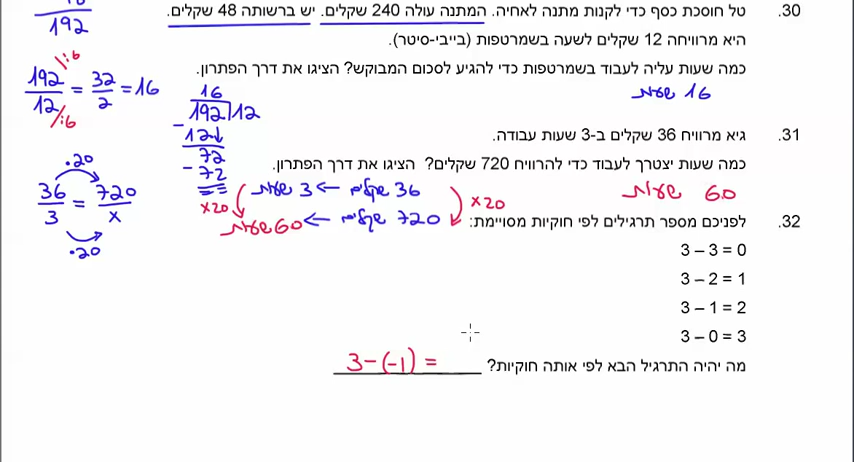 192
30. טל חוסכת כסף כדי לקנות מתנה לאחיה. המתנה עולה 240 שקלים. יש ברשותה 48 שקלים.
היא מרוויחה 12 שקלים לשעה בשמרטפות (בייבי-סיטר).
כמה שעות עליה לעבוד בשמרטפות כדי להגיע לסכום המבוקש? הציגו את דרך הפתרון.
16 שעות
192/12 = 32/2 = 16
/:6
/:6
16
192|12
- 12
72
- 72
==
31. גיא מרוויח 36 שקלים ב-3 שעות עבודה.
כמה שעות יצטרך לעבוד כדי להרוויח 720 שקלים? הציגו את דרך הפתרון.
60 שעות
36 שקלים ← 3 שעות
720 שקלים ← 60 שעות
x20
x20
·20
36/3 = 720/x
·20
32. לפניכם מספר תרגילים לפי חוקיות מסויימת:
3 – 3 = 0
3 – 2 = 1
3 – 1 = 2
3 – 0 = 3
מה יהיה התרגיל הבא לפי אותה חוקיות? 3-(-1) =